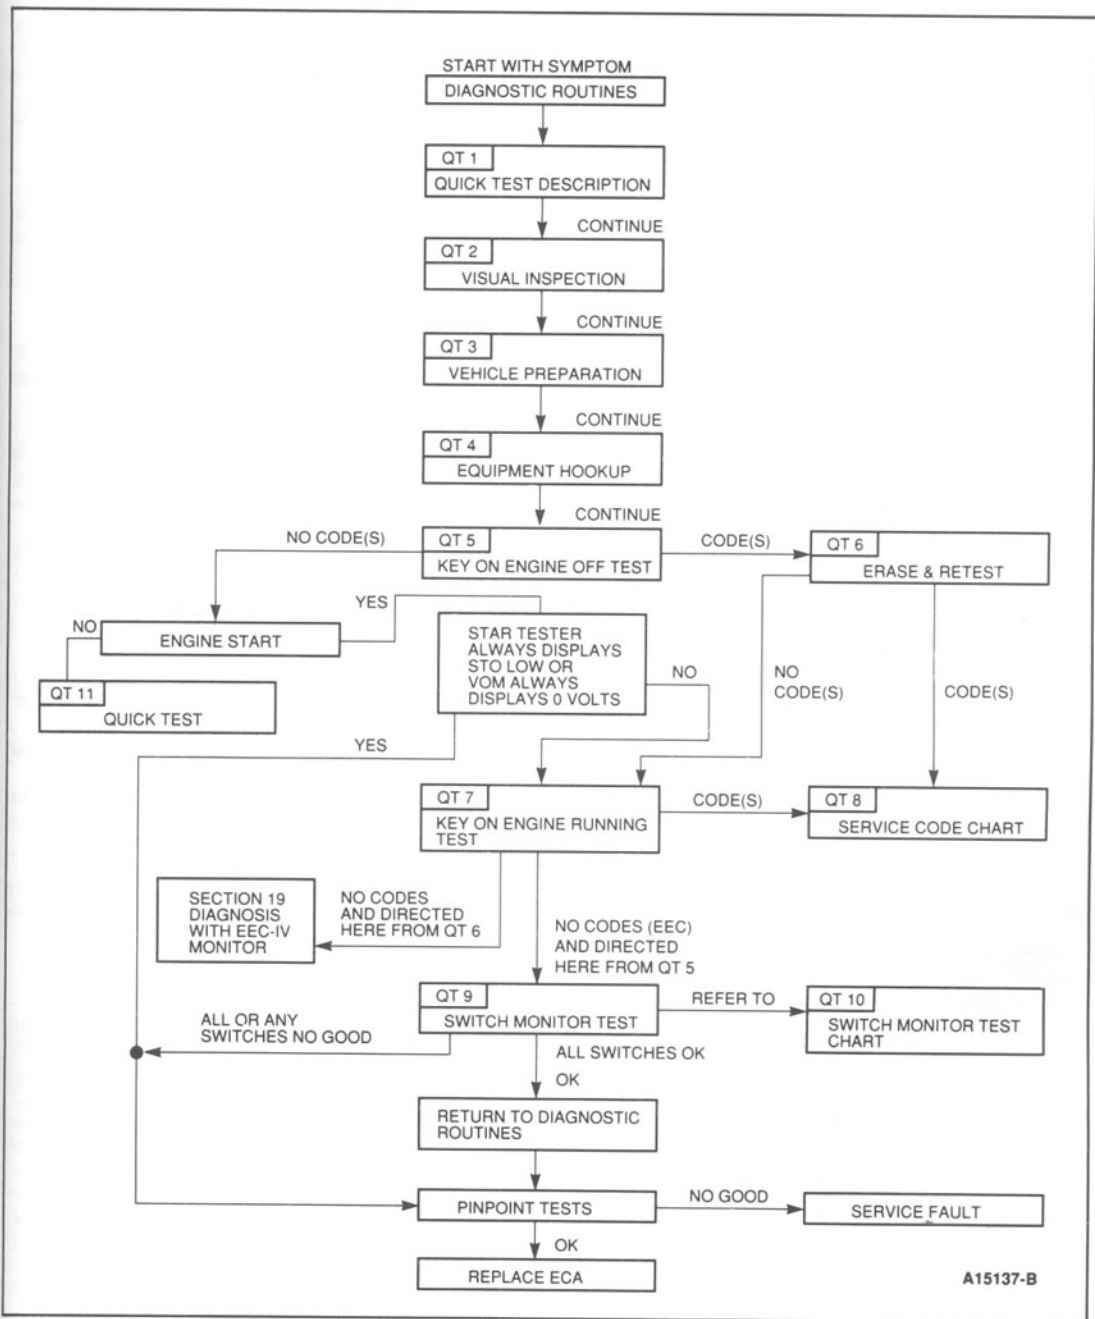 START WITH SYMPTOM
DIAGNOSTIC ROUTINES
QT 1
QUICK TEST DESCRIPTION
CONTINUE
QT 2
VISUAL INSPECTION
CONTINUE
QT 3
VEHICLE PREPARATION
CONTINUE
QT 4
EQUIPMENT HOOKUP
CONTINUE
NO CODE(S)
QT 5
KEY ON ENGINE OFF TEST
CODE(S)
QT 6
ERASE & RETEST
YES
NO
ENGINE START
STAR TESTER
ALWAYS DISPLAYS
STO LOW OR
VOM ALWAYS
DISPLAYS 0 VOLTS
NO
NO
CODE(S)
CODE(S)
QT 11
QUICK TEST
YES
QT 7
KEY ON ENGINE RUNNING
TEST
CODE(S)
QT 8
SERVICE CODE CHART
SECTION 19
DIAGNOSIS
WITH EEC-IV
MONITOR
NO CODES
AND DIRECTED
HERE FROM QT 6
NO CODES (EEC)
AND DIRECTED
HERE FROM QT 5
QT 9
SWITCH MONITOR TEST
REFER TO
QT 10
SWITCH MONITOR TEST
CHART
ALL OR ANY
SWITCHES NO GOOD
ALL SWITCHES OK
OK
RETURN TO DIAGNOSTIC
ROUTINES
PINPOINT TESTS
NO GOOD
SERVICE FAULT
OK
REPLACE ECA
A15137-B